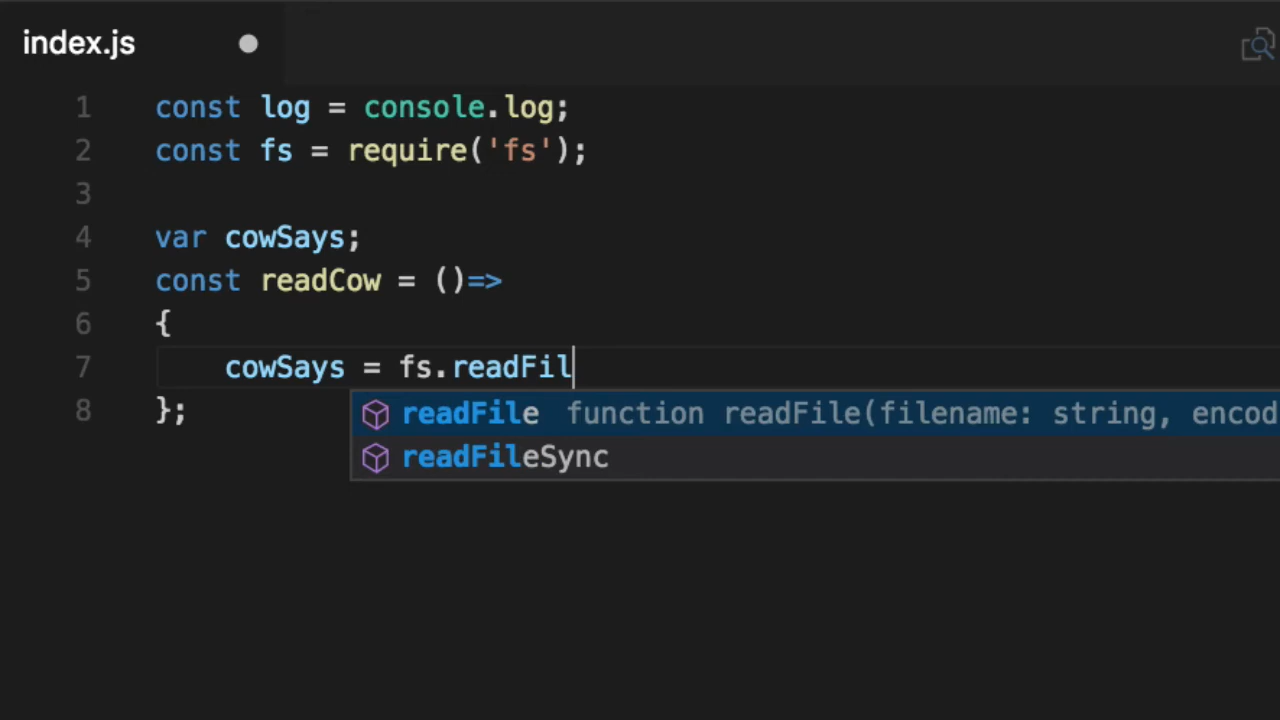 index.js
1 const log = console.log;
2 const fs = require('fs');
3
4 var cowSays;
5 const readCow = ()=>
6 {
7 cowSays = fs.readFil
8 };
readFile function readFile(filename: string, encod
readFileSync